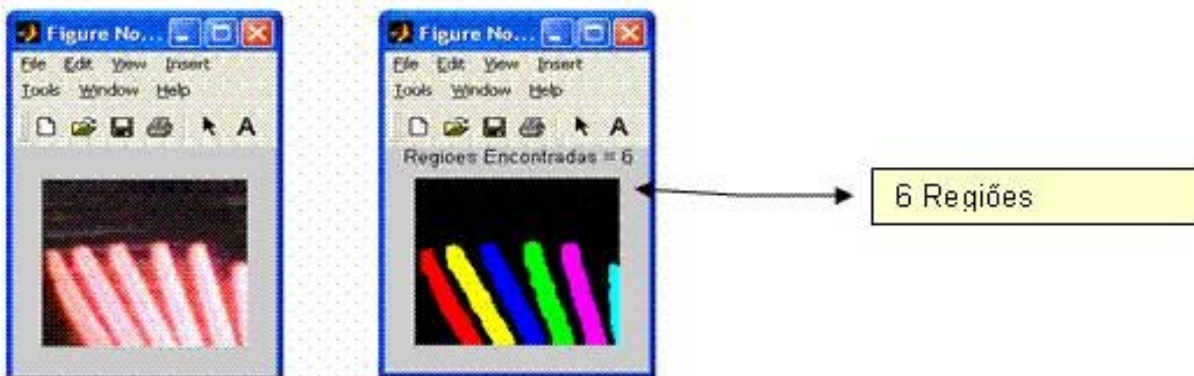 Figure No...
File Edit View Insert
Tools Window Help
A
Figure No...
File Edit View Insert
Tools Window Help
A
Regioes Encontradas = 6
6 Regiões